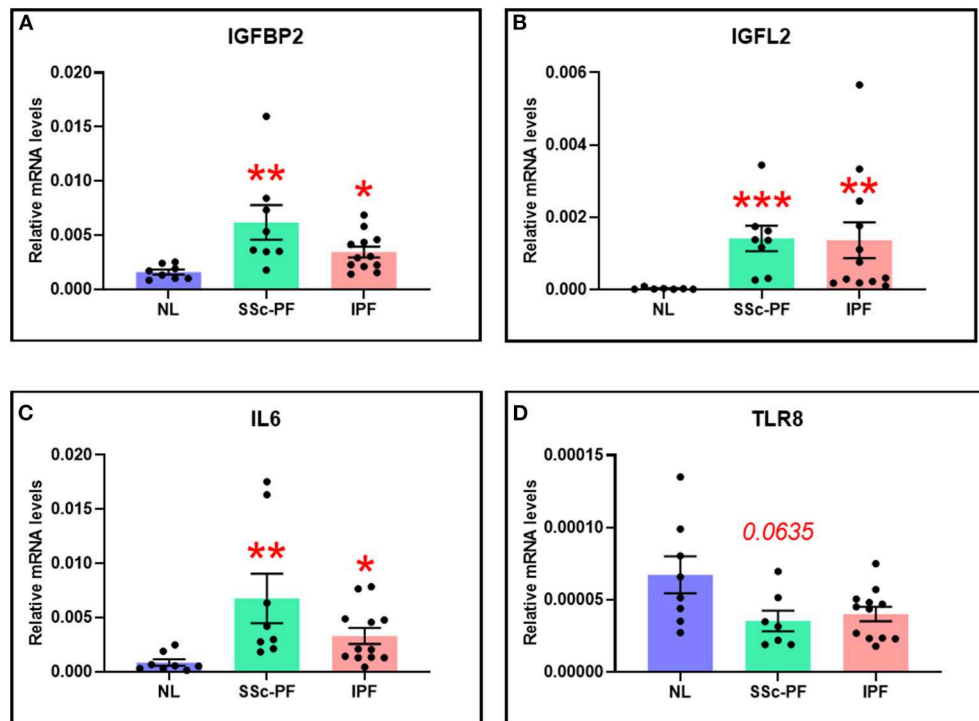 A
IGFBP2
Relative mRNA levels
0.020
0.015
0.010
0.005
0.000
**
*
NL
SSc-PF
IPF
B
IGFL2
Relative mRNA levels
0.006
0.004
0.002
0.000
***
**
NL
SSc-PF
IPF
C
IL6
Relative mRNA levels
0.020
0.015
0.010
0.005
0.000
**
*
NL
SSc-PF
IPF
D
TLR8
Relative mRNA levels
0.00015
0.00010
0.00005
0.00000
0.0635
NL
SSc-PF
IPF